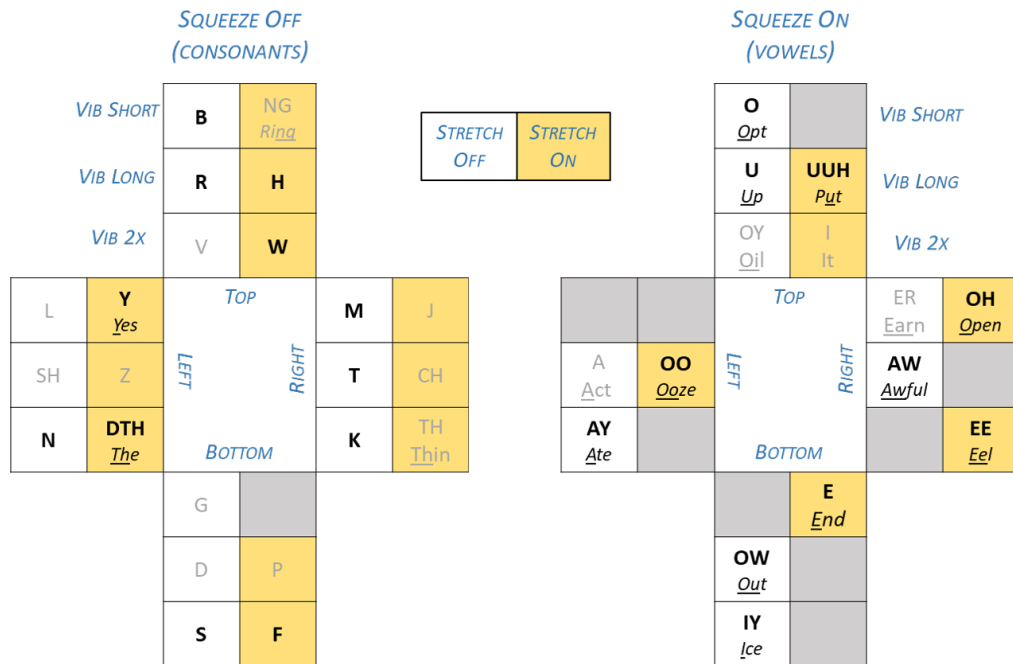 SQUEEZE OFF
(CONSONANTS)
VIB SHORT
B
NG
Ring
VIB LONG
R
H
VIB 2X
V
W
L
Y
Yes
TOP
M
J
SH
Z
LEFT
RIGHT
T
CH
N
DTH
The
BOTTOM
K
TH
Thin
G
D
P
S
F
STRETCH
OFF
STRETCH
ON
SQUEEZE ON
(VOWELS)
O
Opt
VIB SHORT
U
Up
UUH
Put
VIB LONG
OY
Oil
I
It
VIB 2X
TOP
ER
Earn
OH
Open
A
Act
OO
Ooze
LEFT
RIGHT
AW
Awful
AY
Ate
BOTTOM
EE
Eel
E
End
OW
Out
IY
Ice